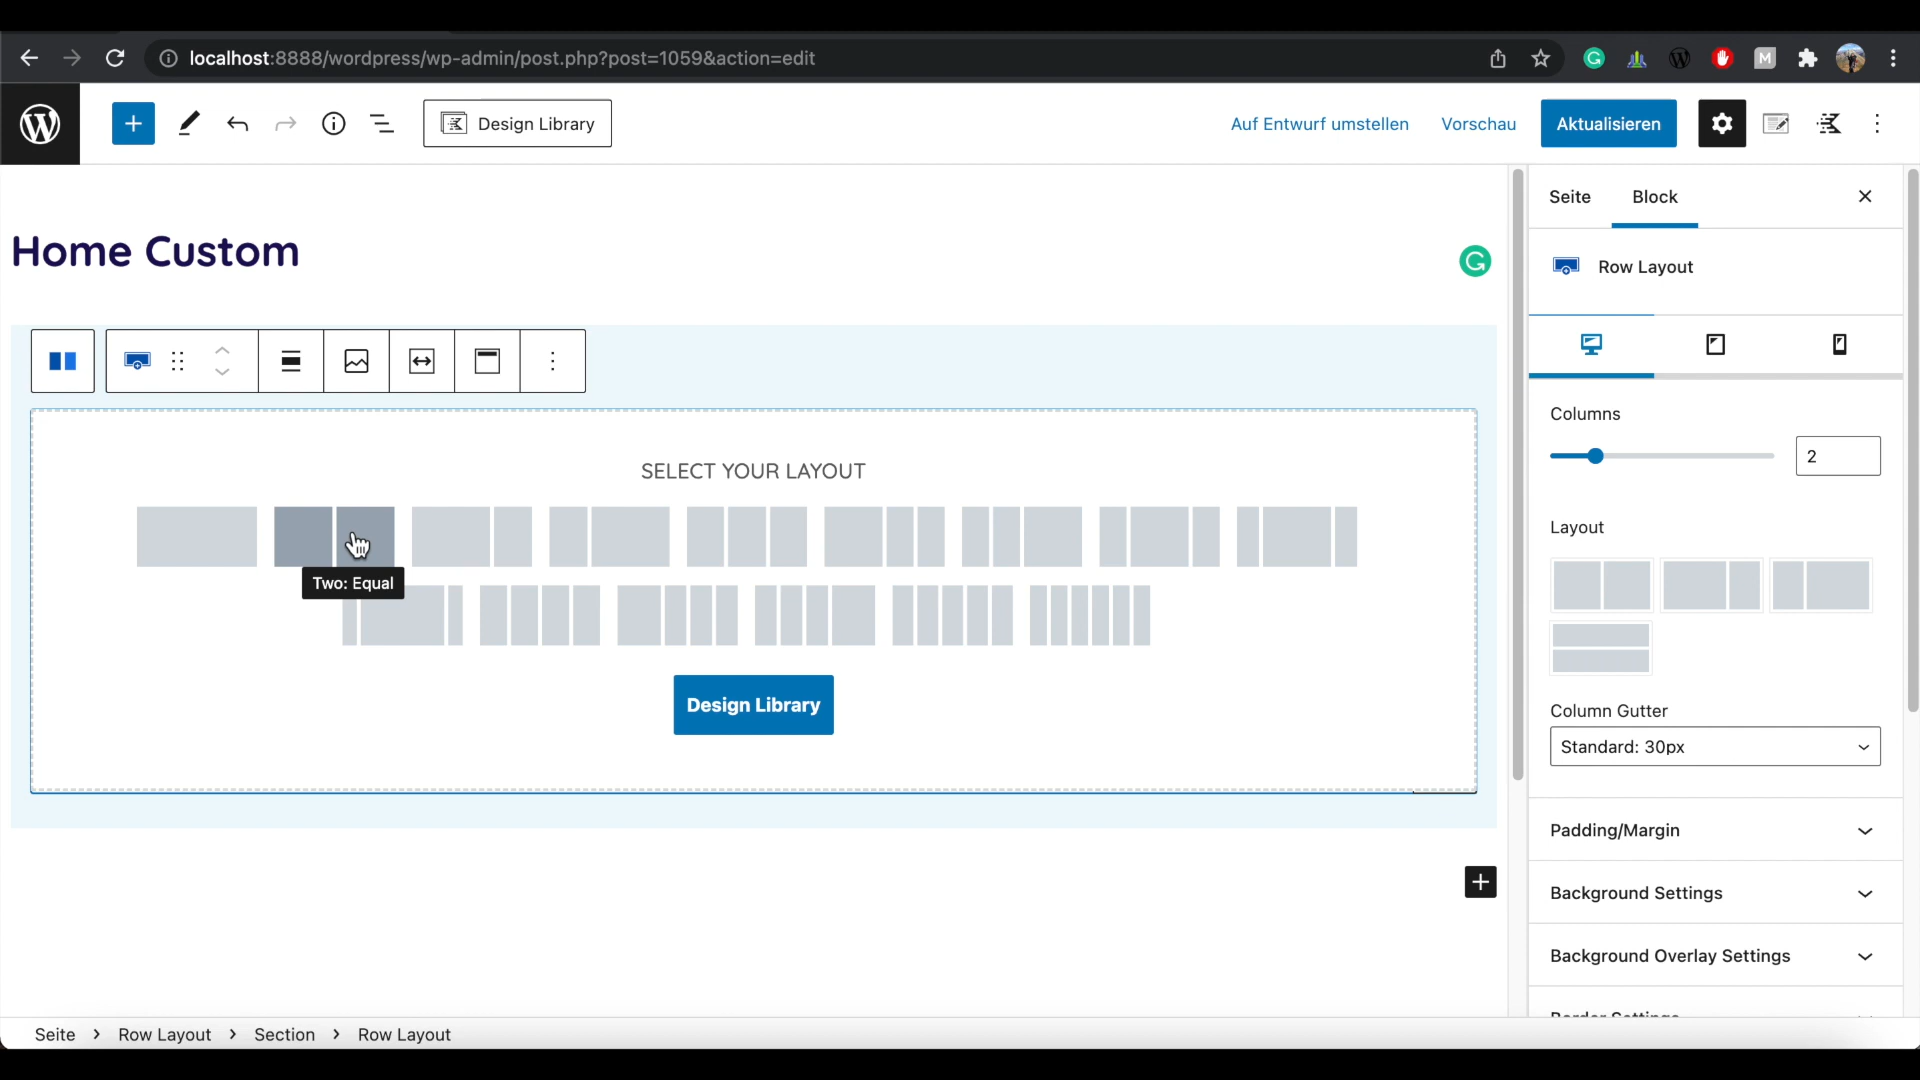 localhost:8888/wordpress/wp-admin/post.php?post=1059&action=edit
Design Library
Auf Entwurf umstellen
Vorschau
Aktualisieren
Seite
Block
Home Custom
Row Layout
Columns
2
SELECT YOUR LAYOUT
Two: Equal
Design Library
Layout
Column Gutter
Standard: 30px
Padding/Margin
Background Settings
Background Overlay Settings
Seite > Row Layout > Section > Row Layout